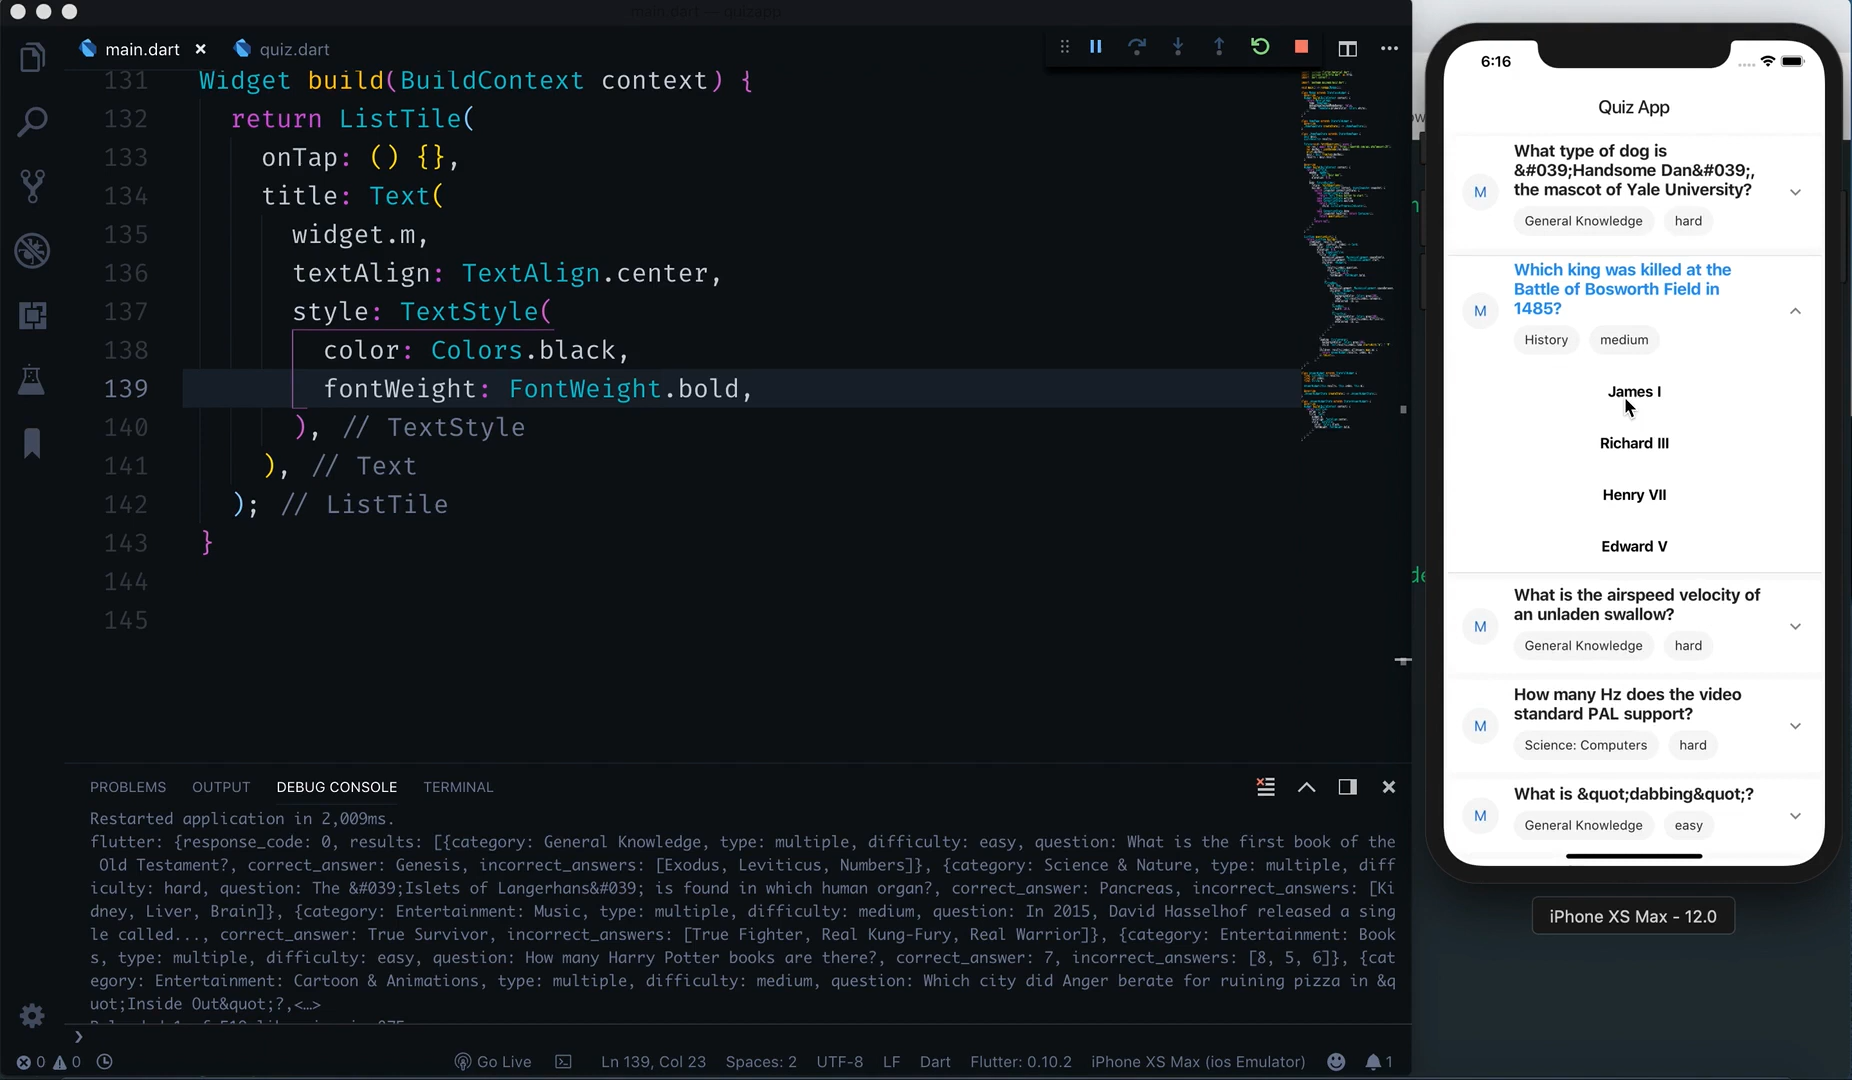 main.dart — quizapp
main.dart × quiz.dart
131 Widget build(BuildContext context) {
132 return ListTile(
133 onTap: () {},
134 title: Text(
135 widget.m,
136 textAlign: TextAlign.center,
137 style: TextStyle(
138 color: Colors.black,
139 fontWeight: FontWeight.bold,
140 ), // TextStyle
141 ), // Text
142 ); // ListTile
143 }
144
145
PROBLEMS OUTPUT DEBUG CONSOLE TERMINAL
Restarted application in 2,009ms.
flutter: {response_code: 0, results: [{category: General Knowledge, type: multiple, difficulty: easy, question: What is the first book of the
Old Testament?, correct_answer: Genesis, incorrect_answers: [Exodus, Leviticus, Numbers]}, {category: Science & Nature, type: multiple, diff
iculty: hard, question: The &#039;Islets of Langerhans&#039; is found in which human organ?, correct_answer: Pancreas, incorrect_answers: [Ki
dney, Liver, Brain]}, {category: Entertainment: Music, type: multiple, difficulty: medium, question: In 2015, David Hasselhof released a sing
le called..., correct_answer: True Survivor, incorrect_answers: [True Fighter, Real Kung-Fury, Real Warrior]}, {category: Entertainment: Book
s, type: multiple, difficulty: easy, question: How many Harry Potter books are there?, correct_answer: 7, incorrect_answers: [8, 5, 6]}, {cat
egory: Entertainment: Cartoon & Animations, type: multiple, difficulty: medium, question: Which city did Anger berate for ruining pizza in &q
uot;Inside Out&quot;?,<…>
0 0 Go Live Ln 139, Col 23 Spaces: 2 UTF-8 LF Dart Flutter: 0.10.2 iPhone XS Max (ios Emulator) 1
6:16
Quiz App
What type of dog is
&#039;Handsome Dan&#039;,
the mascot of Yale University?
M
General Knowledge hard
Which king was killed at the
Battle of Bosworth Field in
1485?
M
History medium
James I
Richard III
Henry VII
Edward V
What is the airspeed velocity of
an unladen swallow?
M
General Knowledge hard
How many Hz does the video
standard PAL support?
M
Science: Computers hard
What is &quot;dabbing&quot;?
M
General Knowledge easy
iPhone XS Max - 12.0